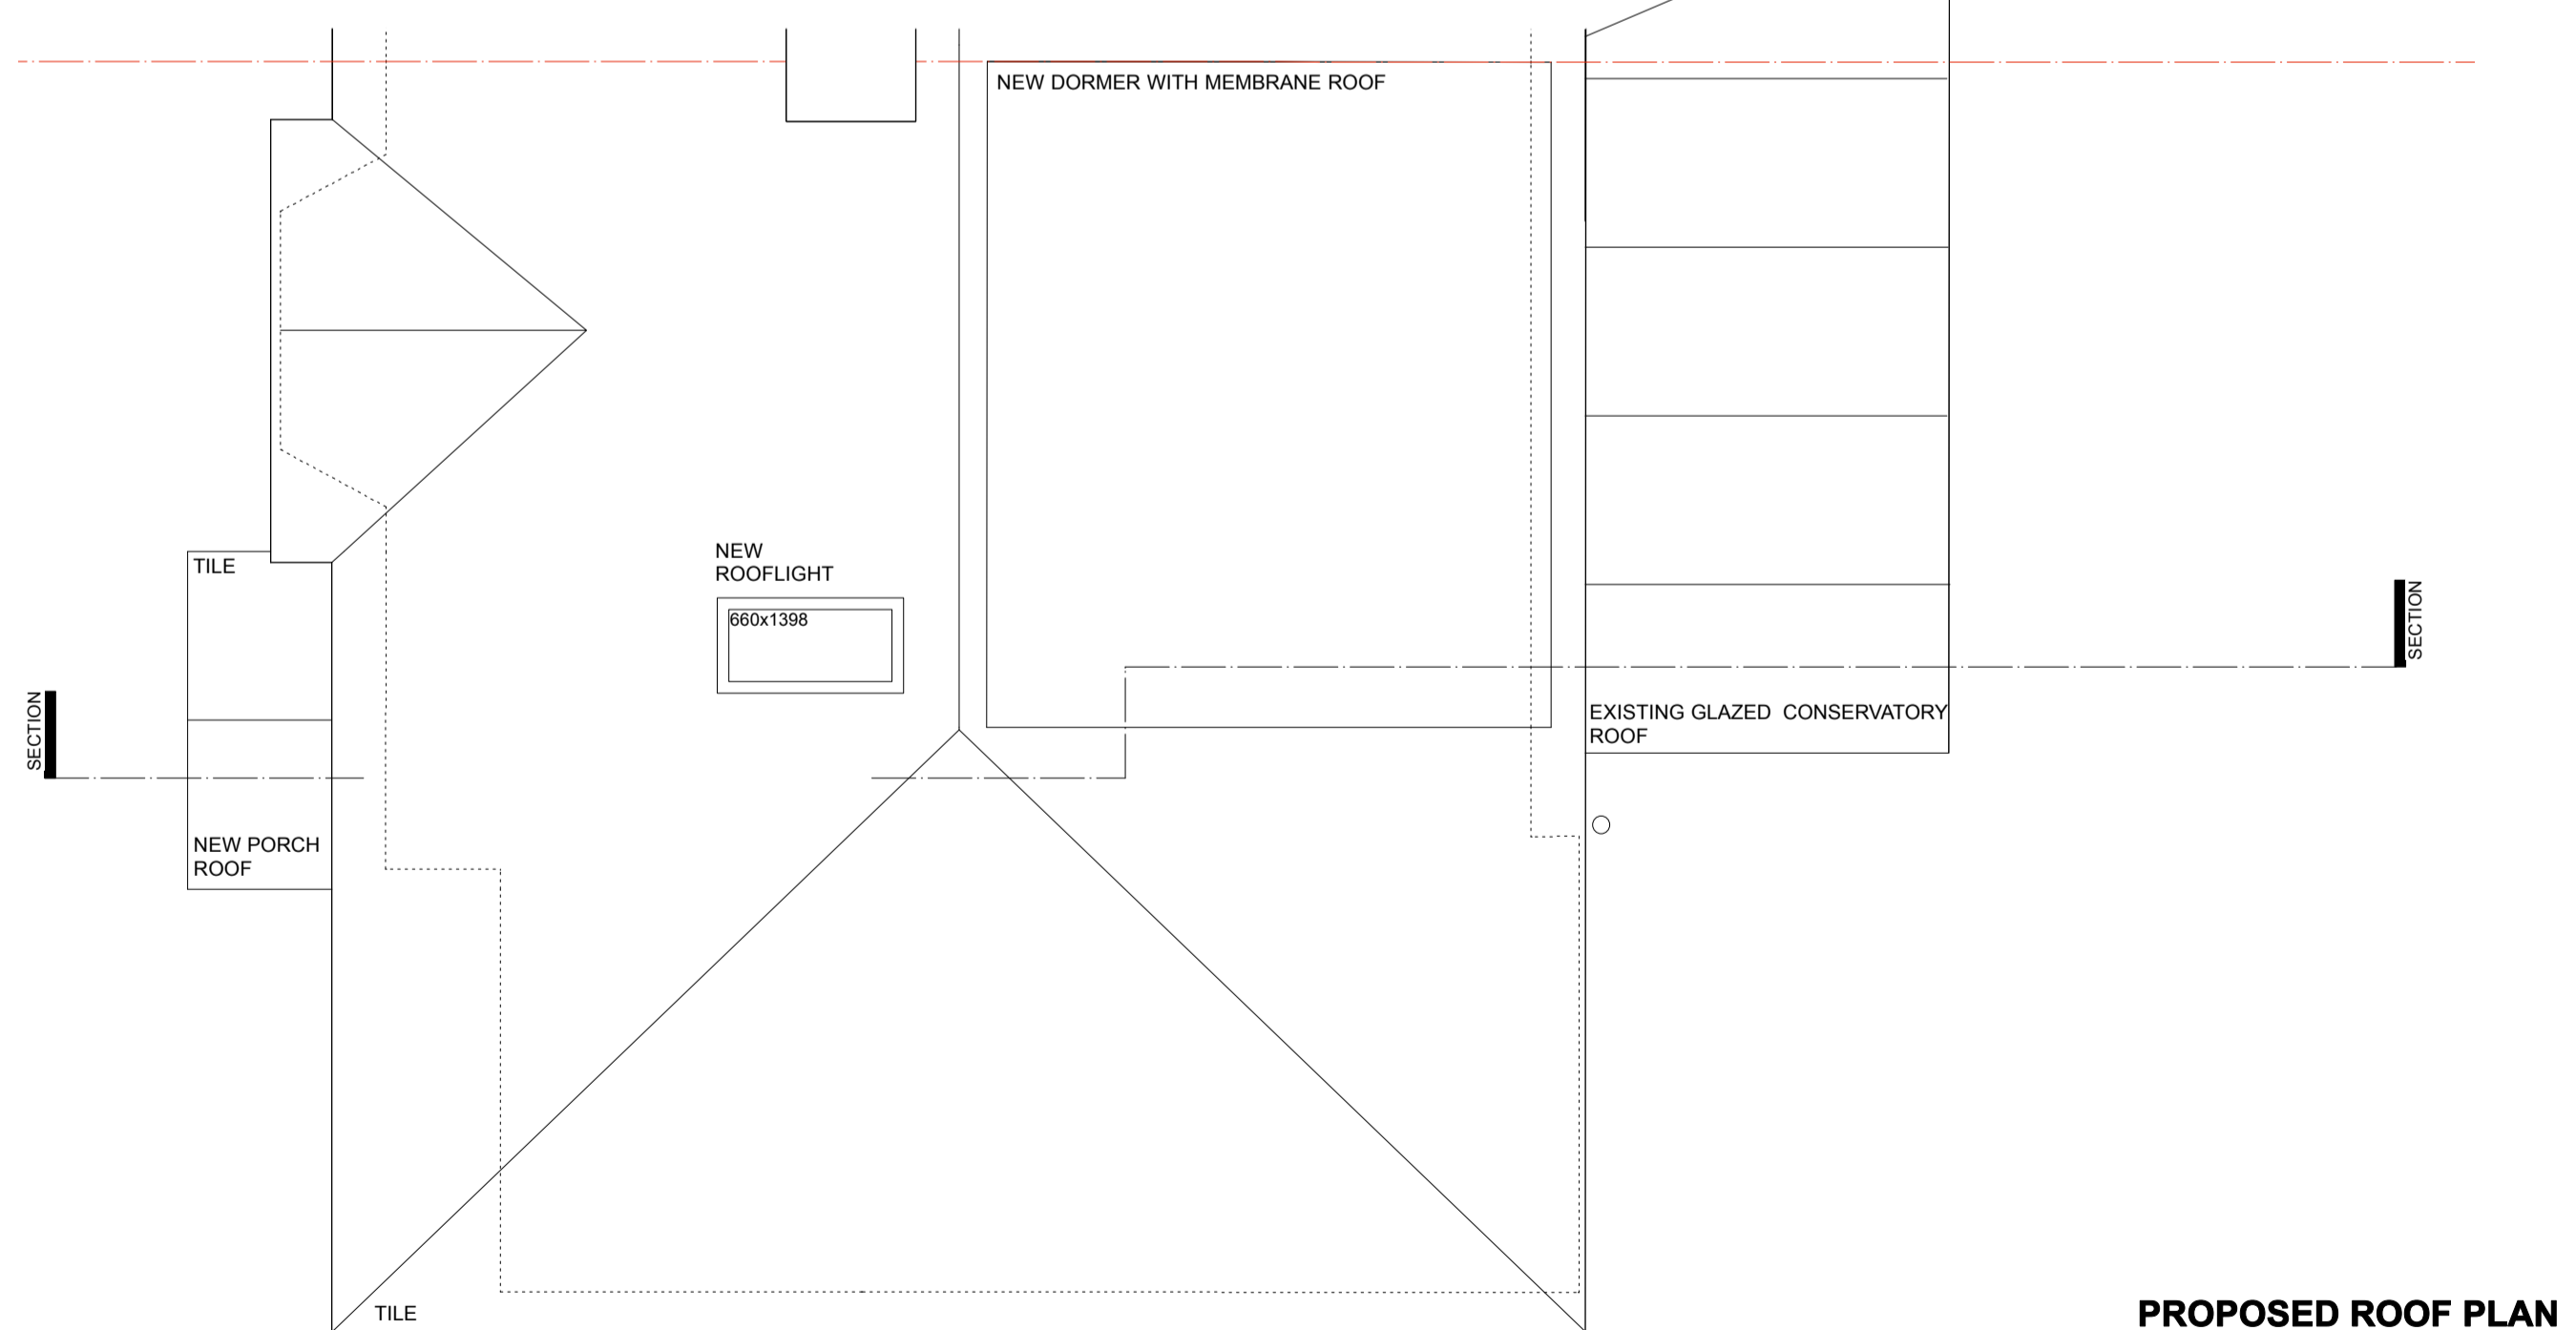 NEW DORMER WITH MEMBRANE ROOF
NEW
ROOFLIGHT
TILE
660x1398
SECTION
SECTION
EXISTING GLAZED CONSERVATORY
ROOF
NEW PORCH
ROOF
TILE
PROPOSED ROOF PLAN